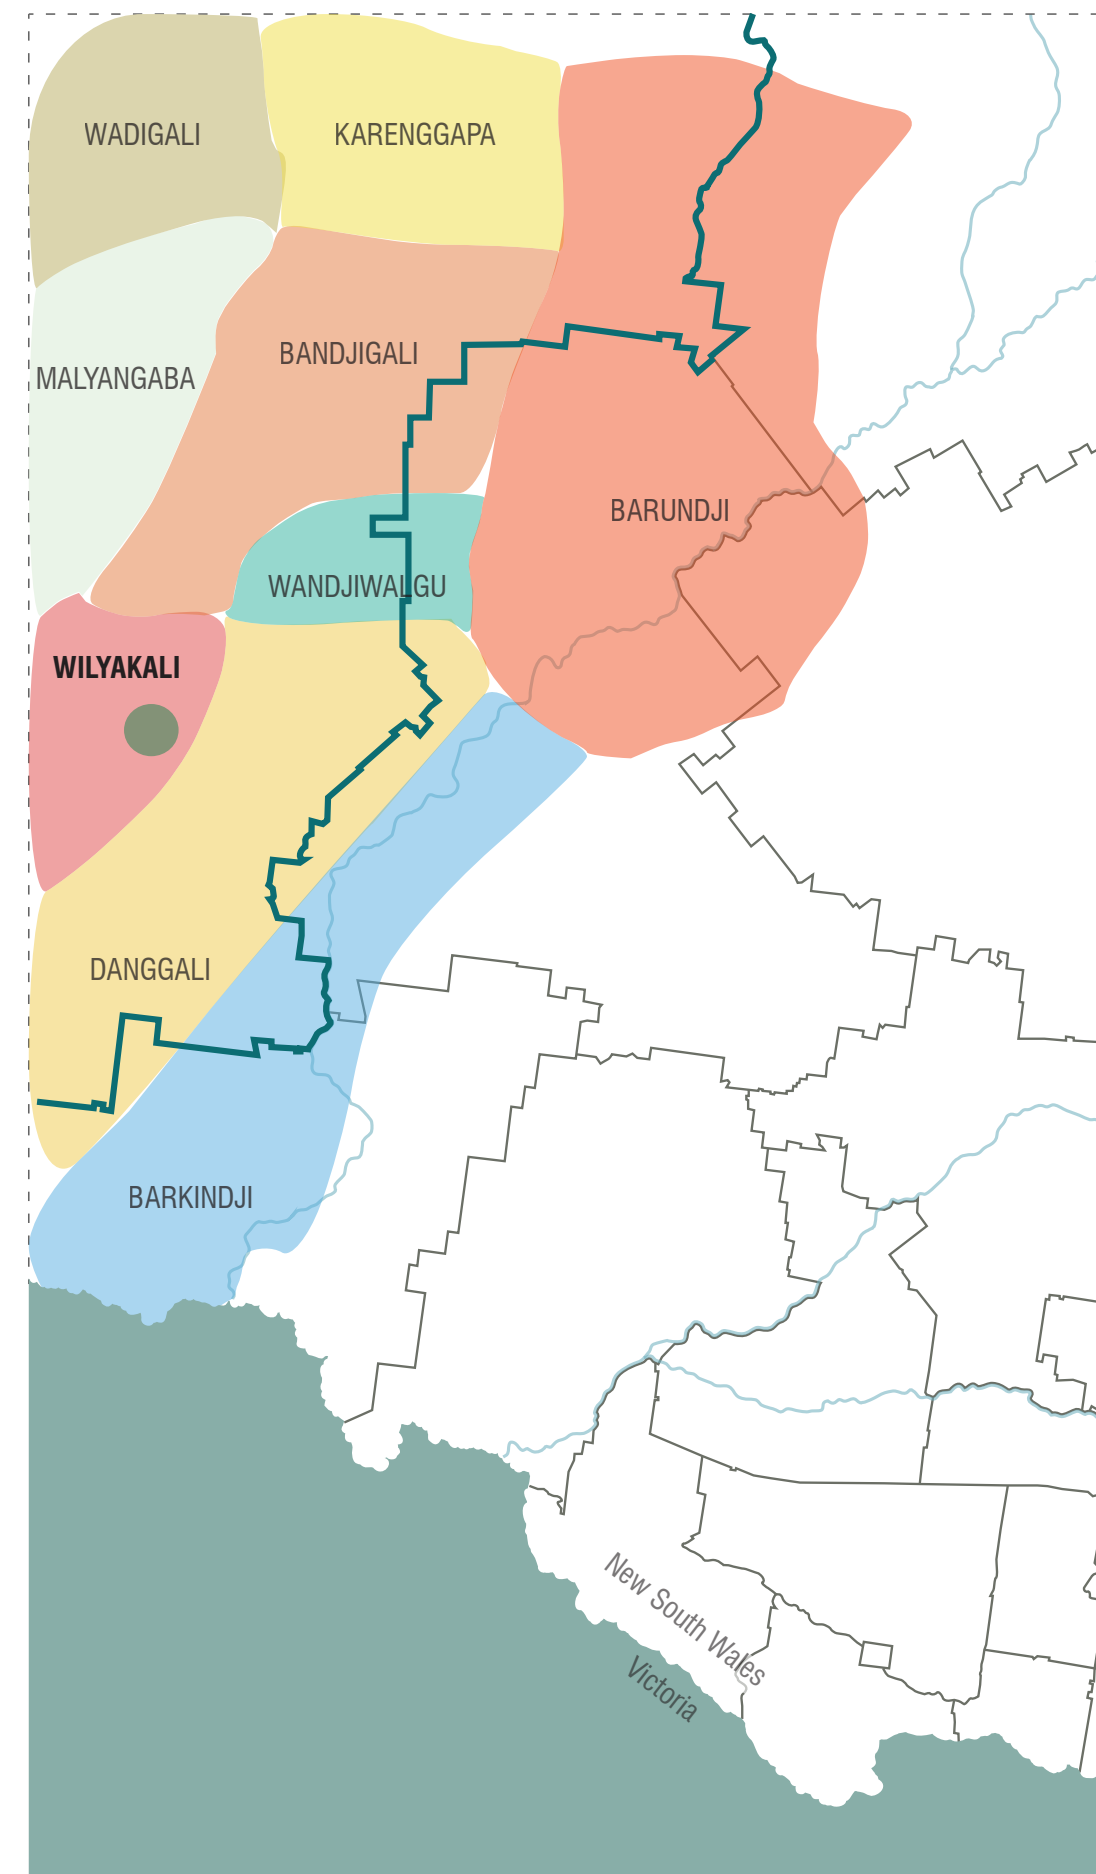 WADIGALI
KARENGGAPA
BANDJIGALI
MALYANGABA
BARUNDJI
WANDJIWALGU
WILYAKALI
DANGGALI
BARKINDJI
New South Wales
Victoria